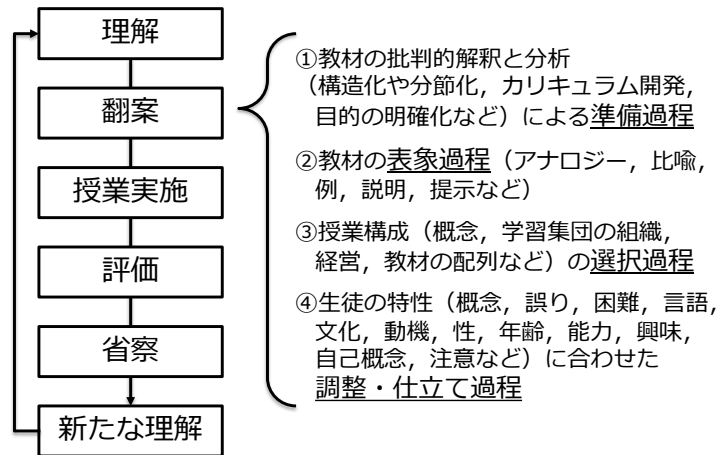 理解
翻案
授業実施
評価
省察
新たな理解
①教材の批判的解釈と分析
（構造化や分節化，カリキュラム開発，
目的の明確化など）による準備過程
②教材の表象過程（アナロジー，比喩，
例，説明，提示など）
③授業構成（概念，学習集団の組織，
経営，教材の配列など）の選択過程
④生徒の特性（概念，誤り，困難，言語，
文化，動機，性，年齢，能力，興味，
自己概念，注意など）に合わせた
調整・仕立て過程